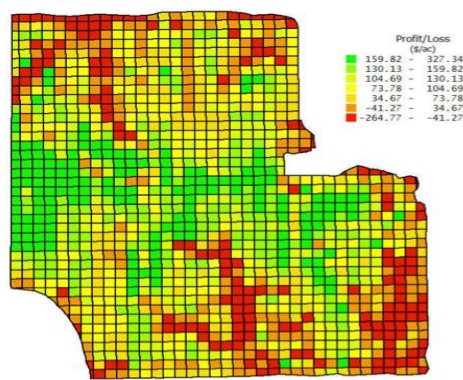 Profit/Loss
($/ac)
159.82 - 327.34
130.13 - 159.82
104.69 - 130.13
73.78 - 104.69
34.67 - 73.78
-41.27 - 34.67
-264.77 - -41.27